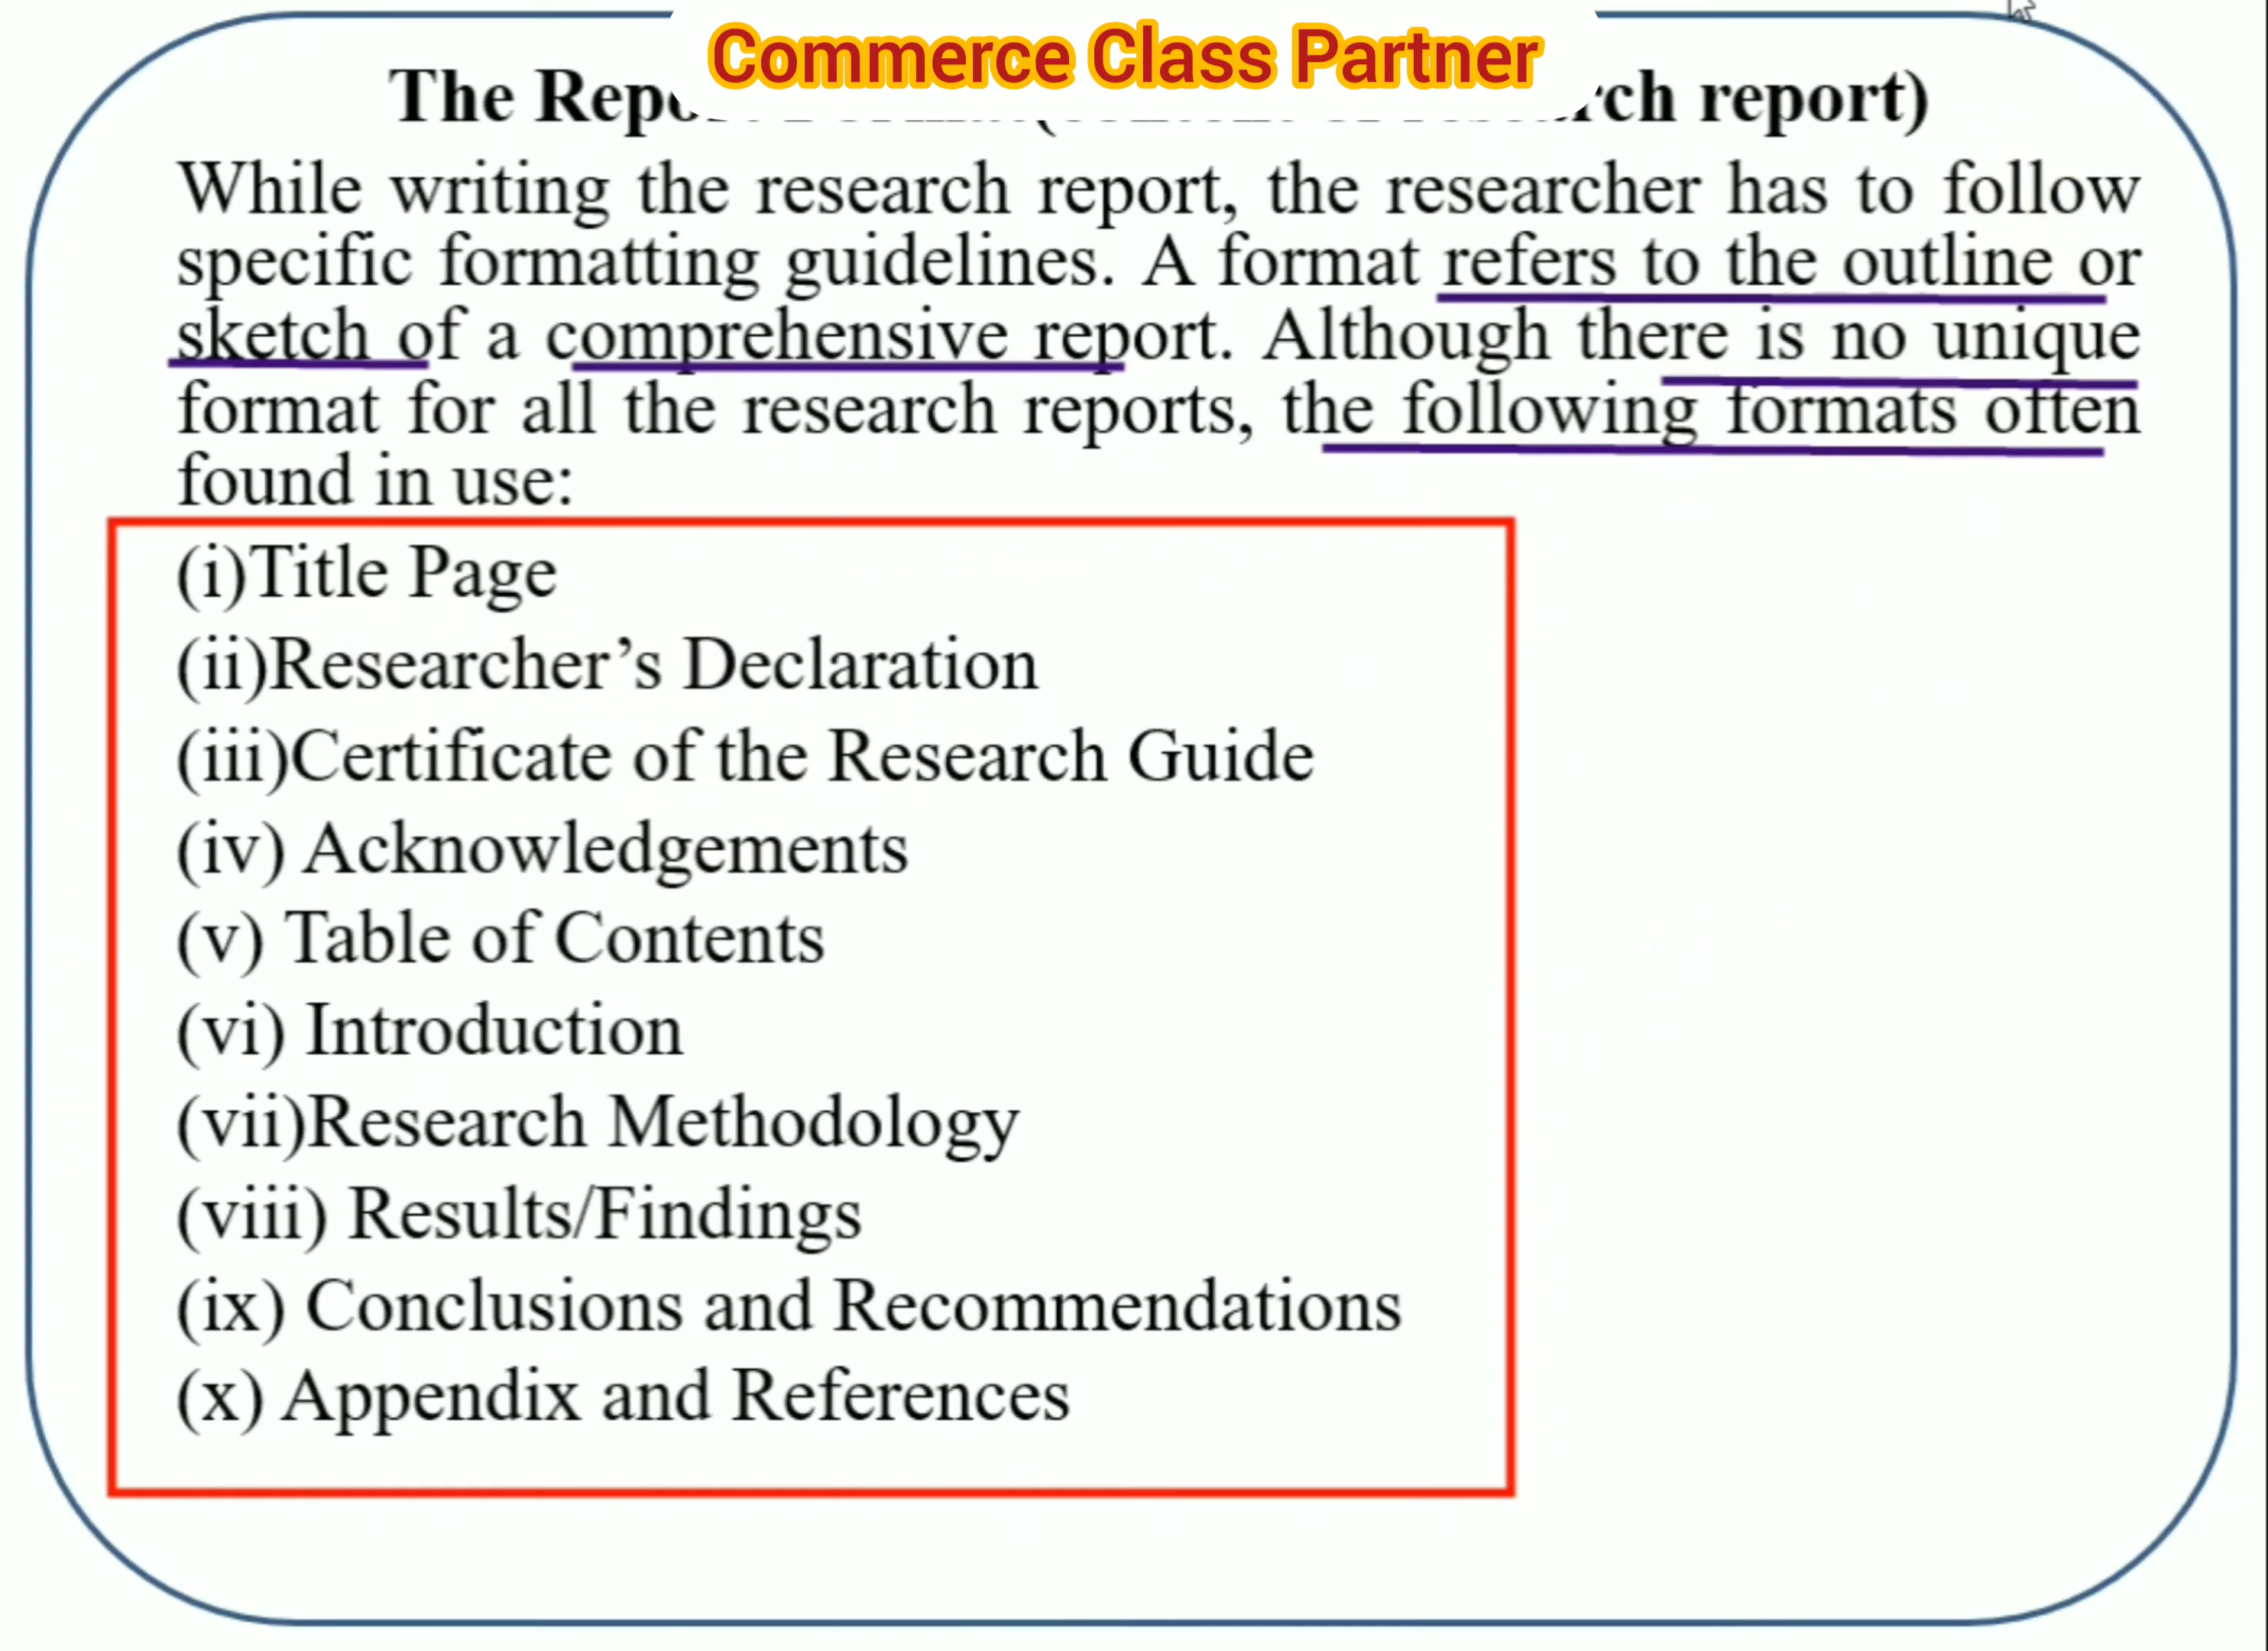 Commerce Class Partner
The report)
While writing the research report, the researcher has to follow
specific formatting guidelines. A format refers to the outline or
sketch of a comprehensive report. Although there is no unique
format for all the research reports, the following formats often
found in use:
(i)Title Page
(ii)Researcher’s Declaration
(iii)Certificate of the Research Guide
(iv) Acknowledgements
(v) Table of Contents
(vi) Introduction
(vii)Research Methodology
(viii) Results/Findings
(ix) Conclusions and Recommendations
(x) Appendix and References